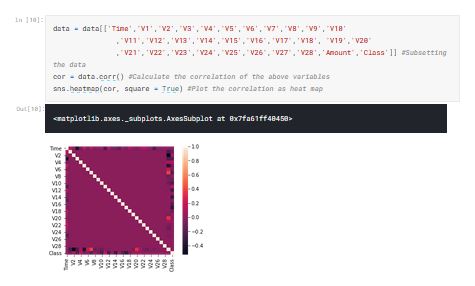 In [10]:
data = data[['Time','V1','V2','V3','V4','V5','V6','V7','V8','V9','V10'
,'V11','V12','V13','V14','V15','V16','V17','V18', 'V19','V20'
,'V21','V22','V23','V24','V25','V26','V27','V28','Amount','Class']] #Subsetting
the data
cor = data.corr() #Calculate the correlation of the above variables
sns.heatmap(cor, square = True) #Plot the correlation as heat map
Out[10]:
<matplotlib.axes._subplots.AxesSubplot at 0x7fa61ff40450>
Time
V2
V4
V6
V8
V10
V12
V14
V16
V18
V20
V22
V24
V26
V28
Class
Time
V2
V4
V6
V8
V10
V12
V14
V16
V18
V20
V22
V24
V26
V28
Class
1.0
0.8
0.6
0.4
0.2
0.0
−0.2
−0.4